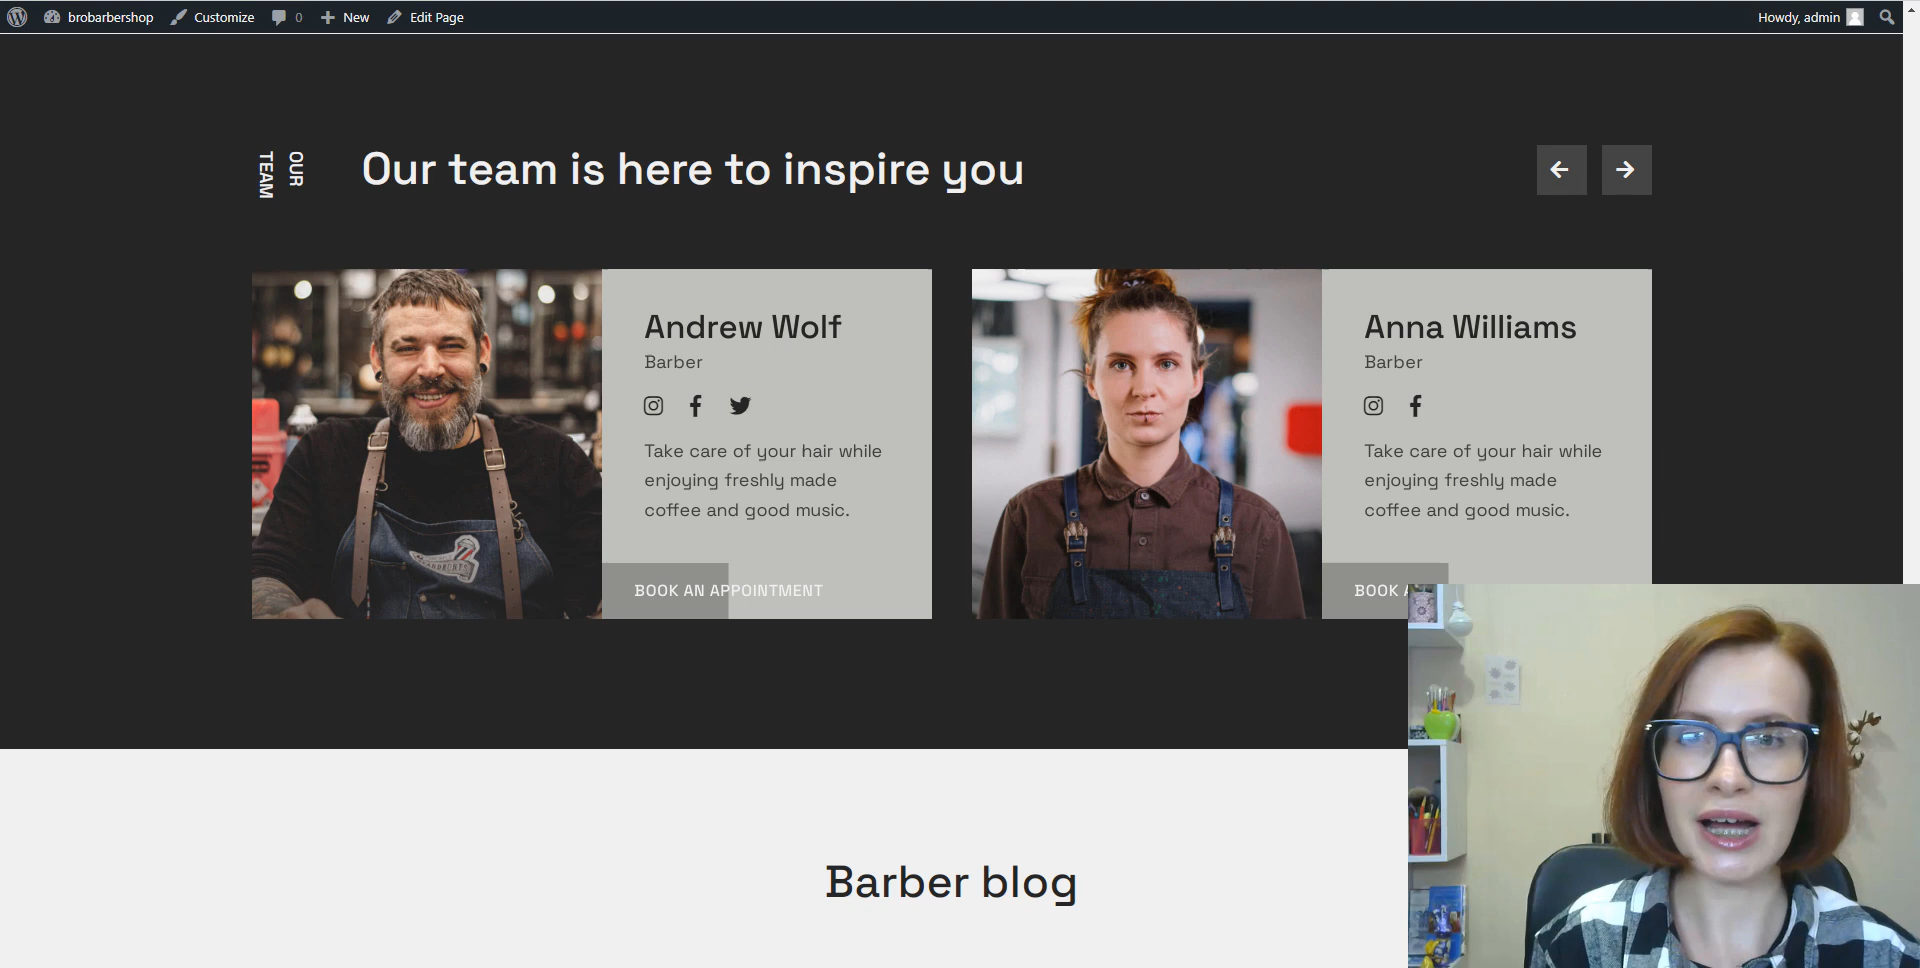 brobarbershop Customize 0 New Edit Page Howdy, admin
OUR
TEAM
Our team is here to inspire you
Andrew Wolf
Barber
Take care of your hair while
enjoying freshly made
coffee and good music.
BOOK AN APPOINTMENT
Anna Williams
Barber
Take care of your hair while
enjoying freshly made
coffee and good music.
BOOK A
Barber blog